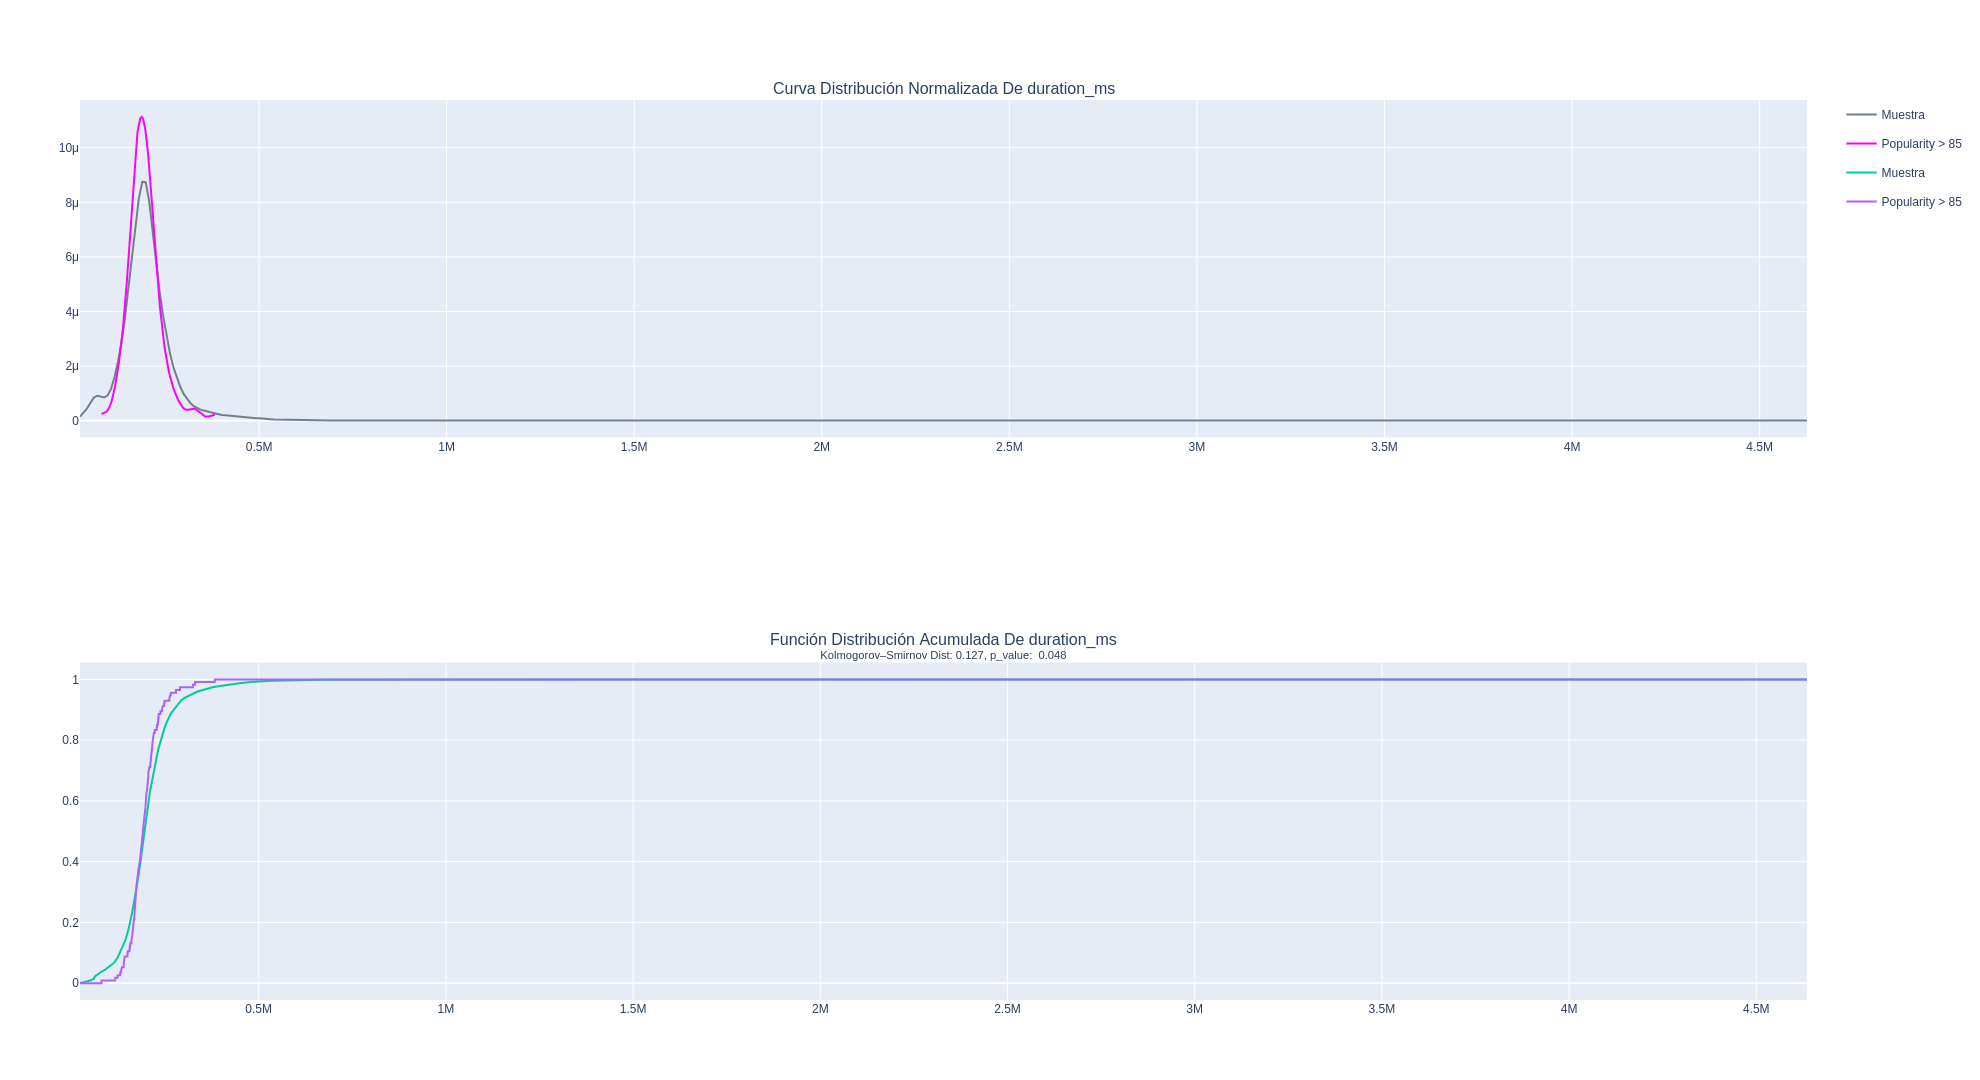 Curva Distribución Normalizada De duration_ms
10μ
8μ
6μ
4μ
2μ
0
0.5M 1M 1.5M 2M 2.5M 3M 3.5M 4M 4.5M
Muestra
Popularity > 85
Muestra
Popularity > 85
Función Distribución Acumulada De duration_ms
Kolmogorov–Smirnov Dist: 0.127, p_value: 0.048
1
0.8
0.6
0.4
0.2
0
0.5M 1M 1.5M 2M 2.5M 3M 3.5M 4M 4.5M